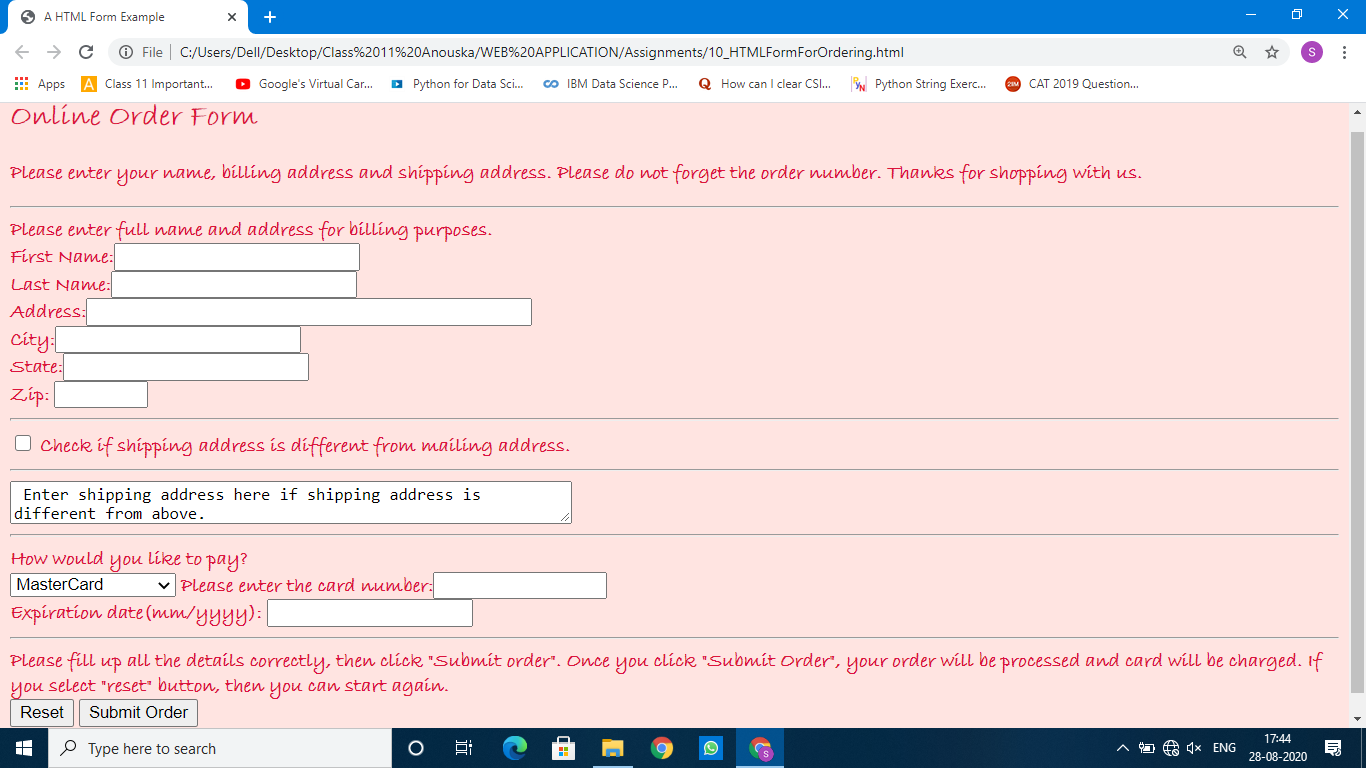 A HTML Form Example
File | C:/Users/Dell/Desktop/Class%2011%20Anouska/WEB%20APPLICATION/Assignments/10_HTMLFormForOrdering.html
S
Apps
A Class 11 Important...
Google's Virtual Car...
Python for Data Sci...
IBM Data Science P...
How can I clear CSI...
Python String Exerc...
CAT 2019 Question...
Online Order Form
Please enter your name, billing address and shipping address. Please do not forget the order number. Thanks for shopping with us.
Please enter full name and address for billing purposes.
First Name:
Last Name:
Address:
City:
State:
Zip:
Check if shipping address is different from mailing address.
Enter shipping address here if shipping address is
different from above.
How would you like to pay?
MasterCard Please enter the card number:
Expiration date(mm/yyyy):
Please fill up all the details correctly, then click "Submit order". Once you click "Submit Order", your order will be processed and card will be charged. If
you select "reset" button, then you can start again.
Reset Submit Order
Type here to search
ENG
17:44
28-08-2020